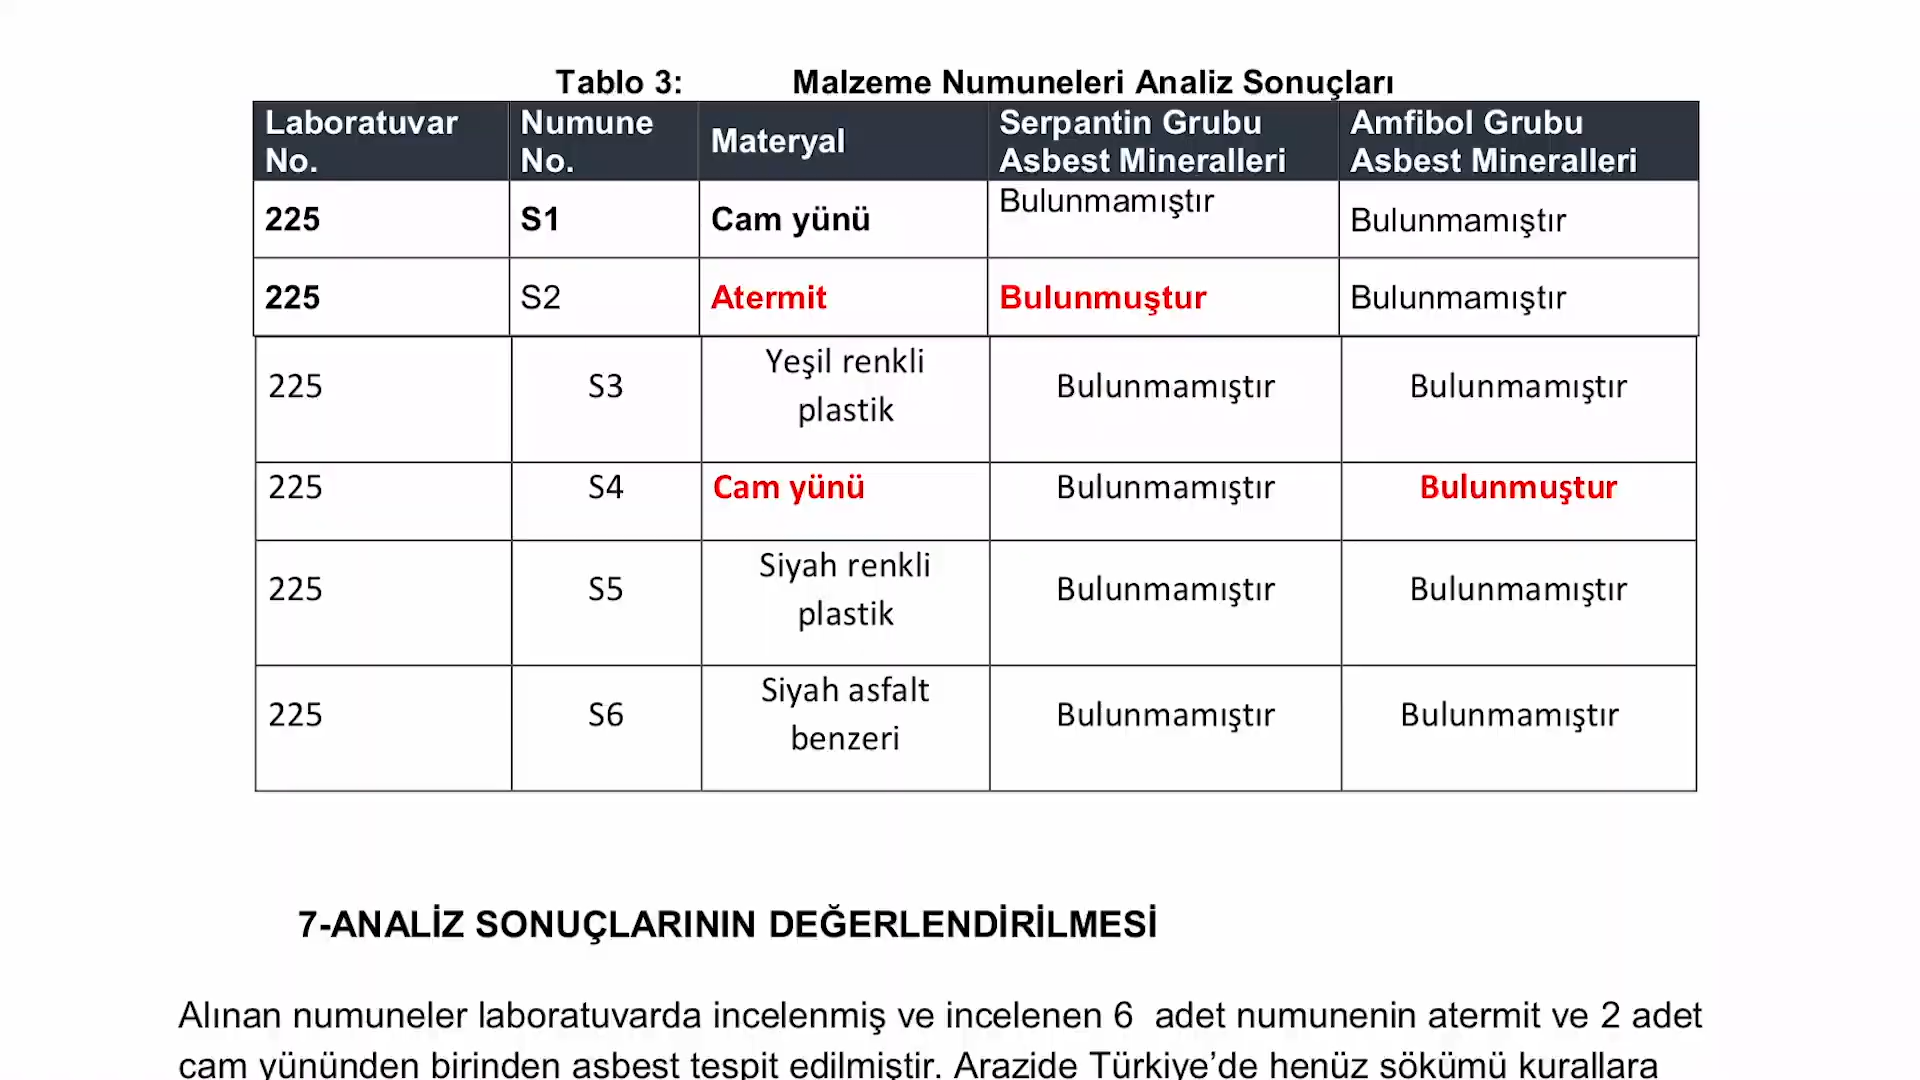 Tablo 3: Malzeme Numuneleri Analiz Sonuçları
Laboratuvar No. Numune No. Materyal Serpantin Grubu Asbest Mineralleri Amfibol Grubu Asbest Mineralleri
225 S1 Cam yünü Bulunmamıştır Bulunmamıştır
225 S2 Atermit Bulunmuştur Bulunmamıştır
225 S3 Yeşil renkli plastik Bulunmamıştır Bulunmamıştır
225 S4 Cam yünü Bulunmamıştır Bulunmuştur
225 S5 Siyah renkli plastik Bulunmamıştır Bulunmamıştır
225 S6 Siyah asfalt benzeri Bulunmamıştır Bulunmamıştır
7-ANALİZ SONUÇLARININ DEĞERLENDİRİLMESİ
Alınan numuneler laboratuvarda incelenmiş ve incelenen 6 adet numunenin atermit ve 2 adet
cam yününden birinden asbest tespit edilmiştir. Arazide Türkiye’de henüz sökümü kurallara